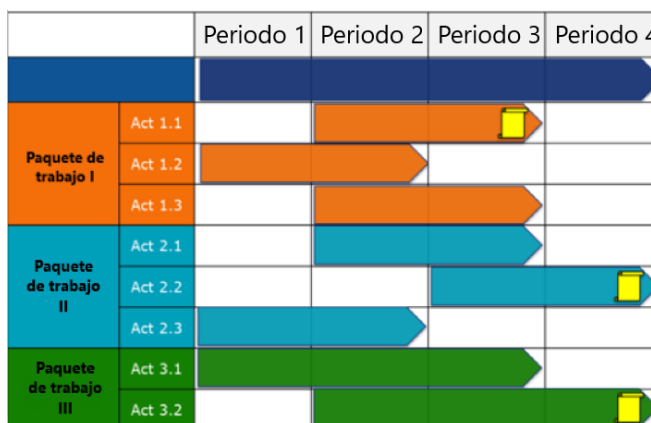 Periodo 1 Periodo 2 Periodo 3 Periodo 4
Act 1.1
Paquete de
trabajo I
Act 1.2
Act 1.3
Act 2.1
Paquete
de trabajo
II
Act 2.2
Act 2.3
Act 3.1
Paquete
de trabajo
III
Act 3.2